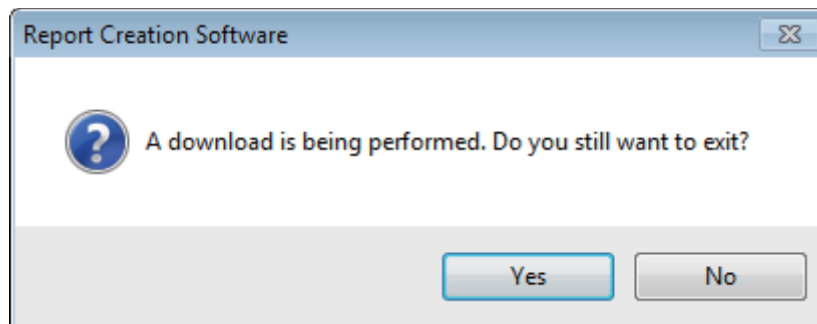 Report Creation Software
A download is being performed. Do you still want to exit?
Yes
No